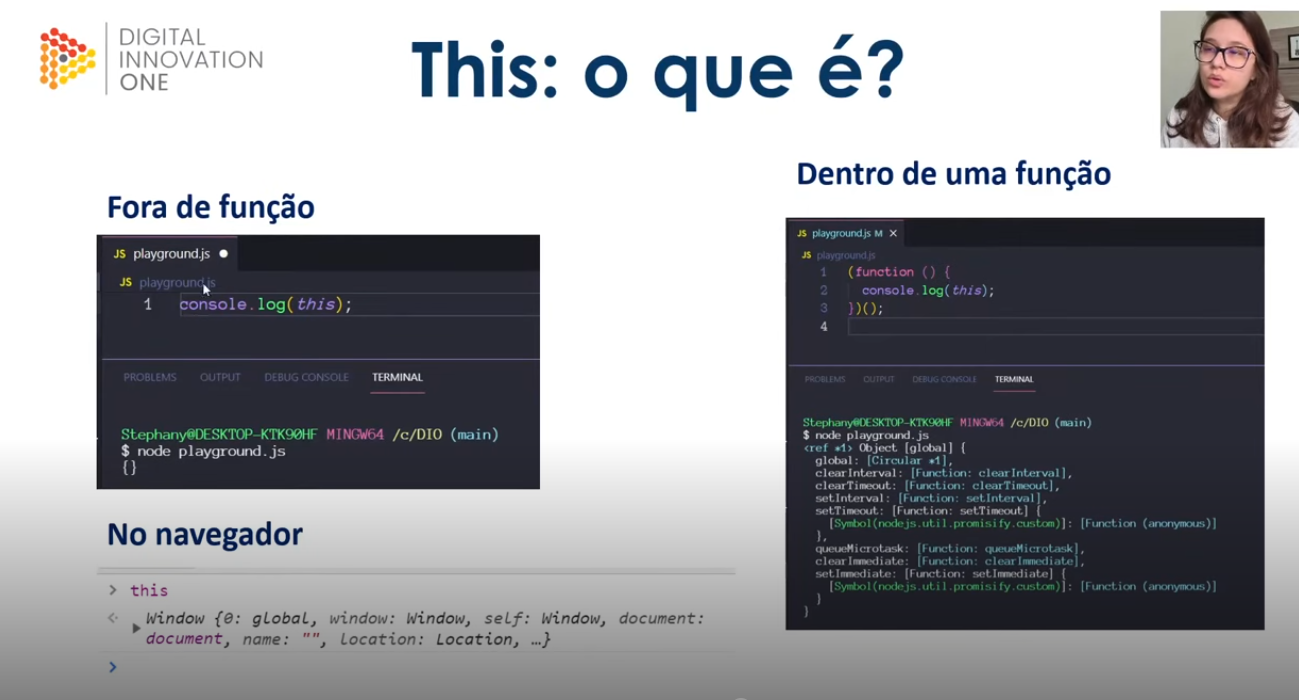 DIGITAL
INNOVATION
ONE
This: o que é?
Fora de função
JS playground.js
JS playground.js
1 console.log(this);
PROBLEMS OUTPUT DEBUG CONSOLE TERMINAL
Stephany@DESKTOP-KTK90HF MINGW64 /c/DIO (main)
$ node playground.js
{}
No navegador
> this
Window {0: global, window: Window, self: Window, document:
document, name: "", location: Location, …}
>
Dentro de uma função
JS playground.js M ×
JS playground.js
1 (function () {
2 console.log(this);
3 })();
4
PROBLEMS OUTPUT DEBUG CONSOLE TERMINAL
Stephany@DESKTOP-KTK90HF MINGW64 /c/DIO (main)
$ node playground.js
<ref *1> Object [global] {
global: [Circular *1],
clearInterval: [Function: clearInterval],
clearTimeout: [Function: clearTimeout],
setInterval: [Function: setInterval],
setTimeout: [Function: setTimeout] {
[Symbol(nodejs.util.promisify.custom)]: [Function (anonymous)]
},
queueMicrotask: [Function: queueMicrotask],
clearImmediate: [Function: clearImmediate],
setImmediate: [Function: setImmediate] {
[Symbol(nodejs.util.promisify.custom)]: [Function (anonymous)]
}
}